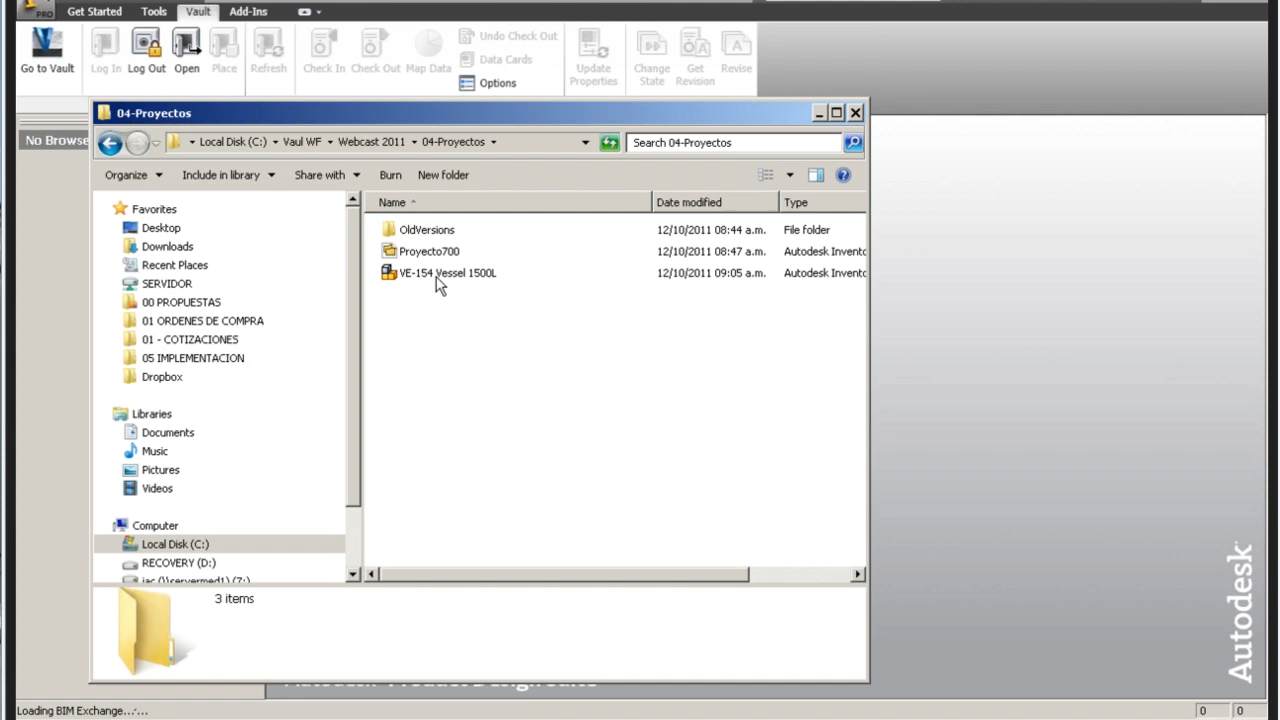 PRO
Get Started Tools Vault Add-Ins
Go to Vault
Log In
Log Out
Open
Place
Refresh
Check In
Check Out
Map Data
Undo Check Out
Data Cards
Options
Update Properties
Change State
Get Revision
Revise
No Browse
04-Proyectos
Local Disk (C:) Vaul WF Webcast 2011 04-Proyectos
Search 04-Proyectos
Organize Include in library Share with Burn New folder
Name Date modified Type
Favorites
Desktop
Downloads
Recent Places
SERVIDOR
00 PROPUESTAS
01 ORDENES DE COMPRA
01 - COTIZACIONES
05 IMPLEMENTACION
Dropbox
Libraries
Documents
Music
Pictures
Videos
Computer
Local Disk (C:)
RECOVERY (D:)
OldVersions 12/10/2011 08:44 a.m. File folder
Proyecto700 12/10/2011 08:47 a.m. Autodesk Invento
VE-154 Vessel 1500L 12/10/2011 09:05 a.m. Autodesk Invento
3 items
Autodesk
Loading BIM Exchange...
0 0